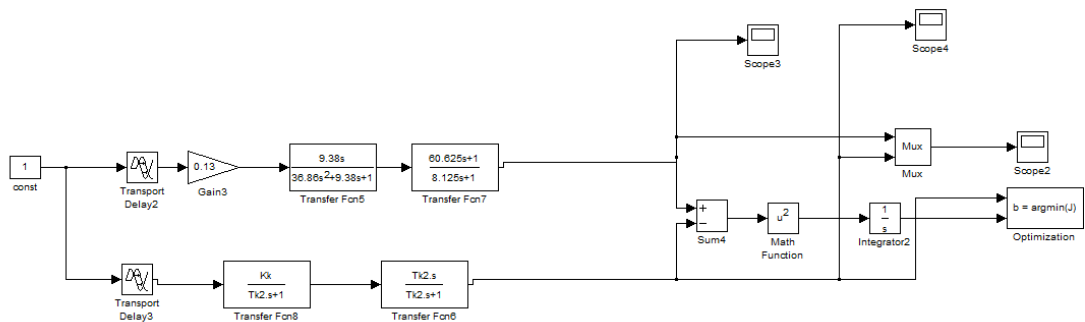 Scope4
Scope3
1
const
Transport
Delay2
0.13
Gain3
9.38s
36.86s²+9.38s+1
Transfer Fcn5
60.625s+1
8.125s+1
Transfer Fcn7
Mux
Mux
Scope2
+
−
Sum4
u²
Math
Function
1
s
Integrator2
b = argmin(J)
Optimization
Transport
Delay3
Kk
Tk2.s+1
Transfer Fcn8
Tk2.s
Tk2.s+1
Transfer Fcn6